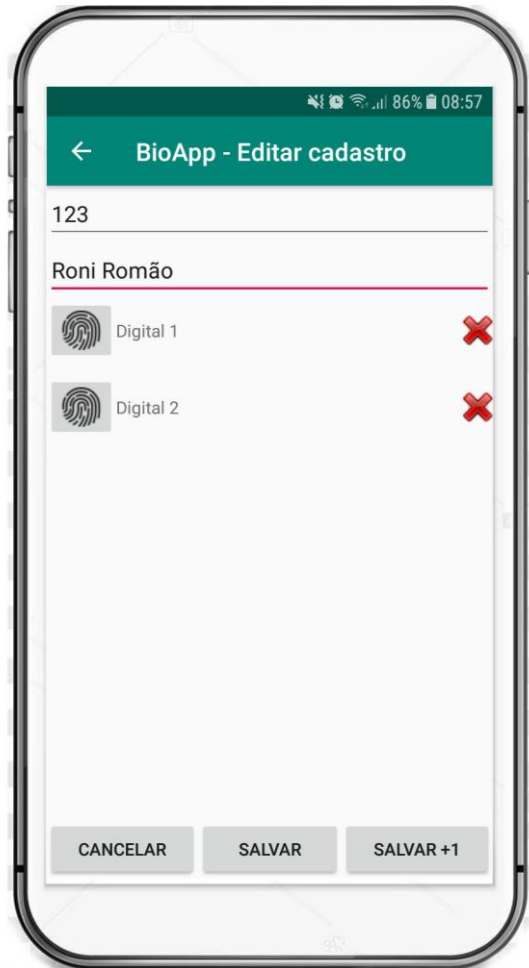 86% 08:57
BioApp - Editar cadastro
123
Roni Romão
Digital 1
Digital 2
CANCELAR SALVAR SALVAR +1